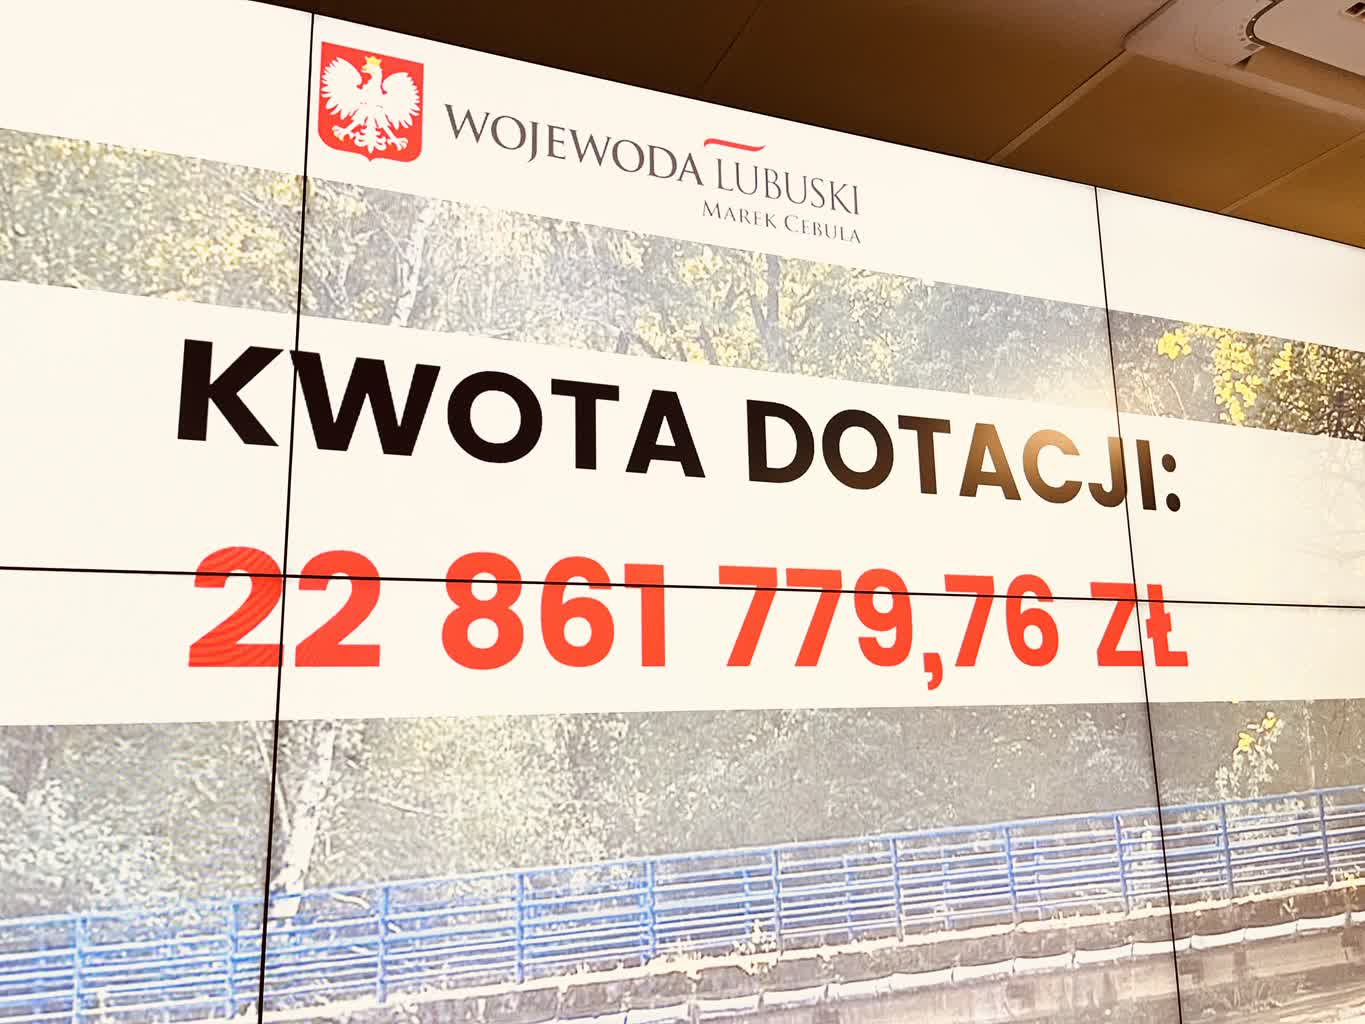 WOJEWODA LUBUSKI
MAREK CEBULA
KWOTA DOTACJI:
22 861 779,76 ZŁ